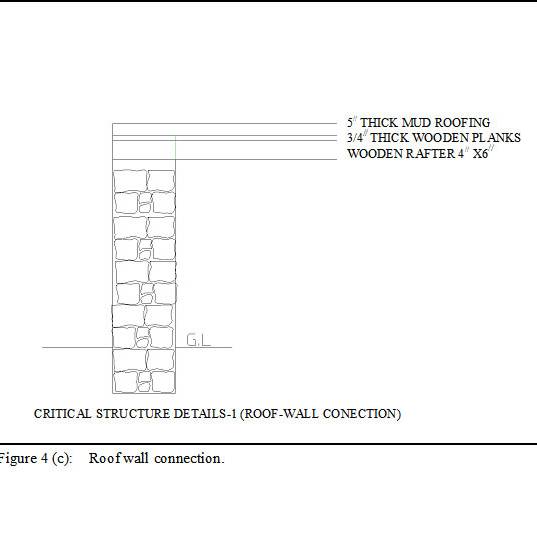 5" THICK MUD ROOFING
3/4" THICK WOODEN PLANKS
WOODEN RAFTER 4" X6"
G.L
CRITICAL STRUCTURE DETAILS-1 (ROOF-WALL CONECTION)
Figure 4 (c): Roof wall connection.